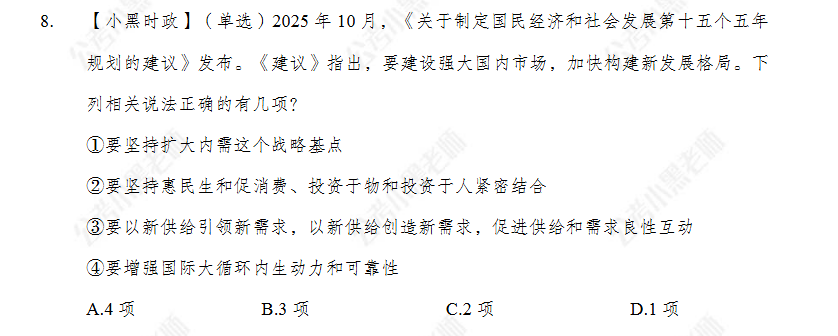 8. 【小黑时政】（单选）2025 年 10 月，《关于制定国民经济和社会发展第十五个五年
规划的建议》发布。《建议》指出，要建设强大国内市场，加快构建新发展格局。下
列相关说法正确的有几项？
①要坚持扩大内需这个战略基点
②要坚持惠民生和促消费、投资于物和投资于人紧密结合
③要以新供给引领新需求，以新供给创造新需求，促进供给和需求良性互动
④要增强国际大循环内生动力和可靠性
A.4 项 B.3 项 C.2 项 D.1 项
公考小黑老师